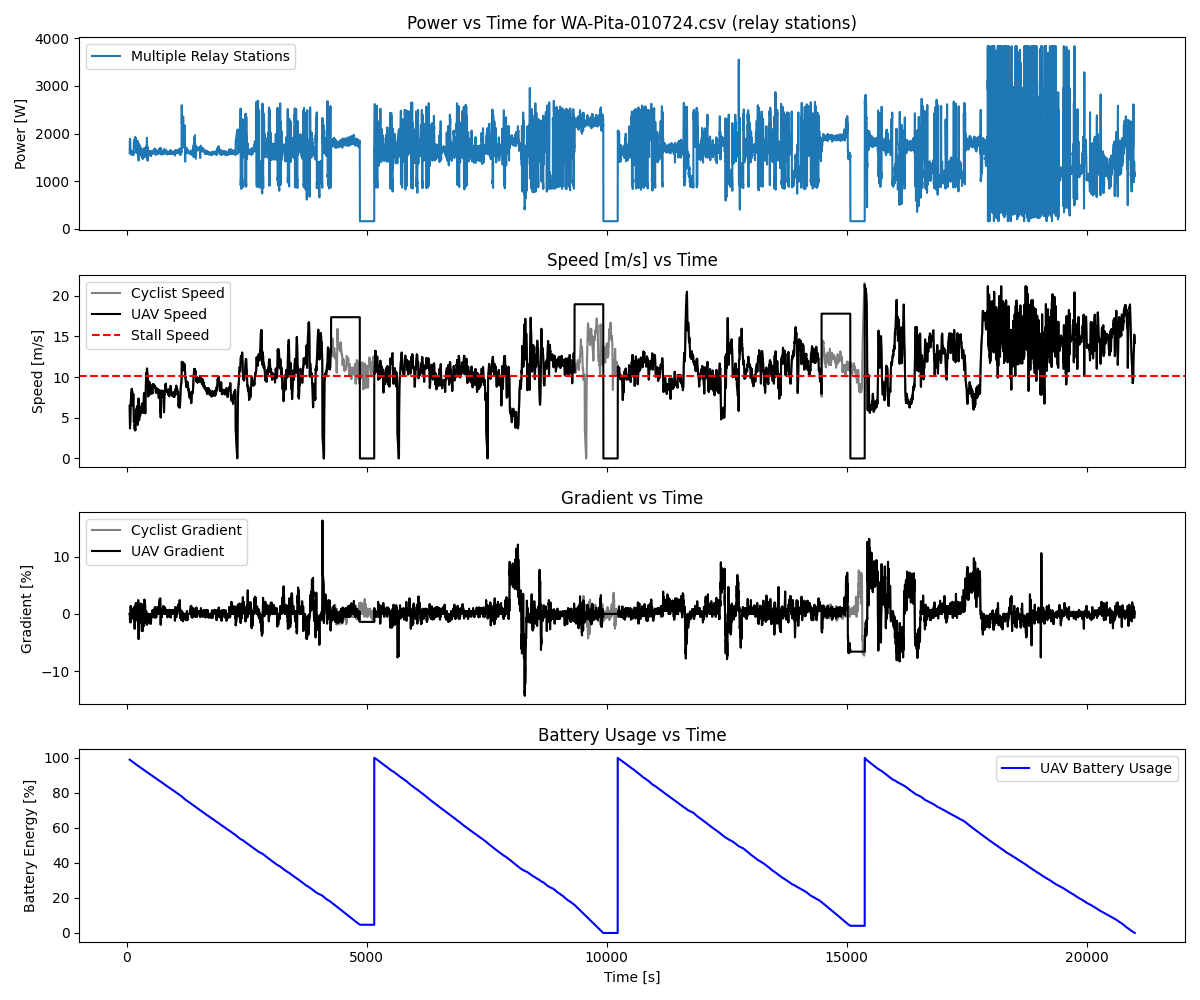 Power vs Time for WA-Pita-010724.csv (relay stations)
4000
3000
2000
1000
0
Power [W]
Multiple Relay Stations
Speed [m/s] vs Time
20
15
10
5
0
Speed [m/s]
Cyclist Speed
UAV Speed
Stall Speed
Gradient vs Time
10
0
−10
Gradient [%]
Cyclist Gradient
UAV Gradient
Battery Usage vs Time
100
80
60
40
20
0
Battery Energy [%]
UAV Battery Usage
0 5000 10000 15000 20000
Time [s]